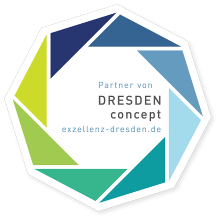 Partner von
DRESDEN
concept
exzellenz-dresden.de